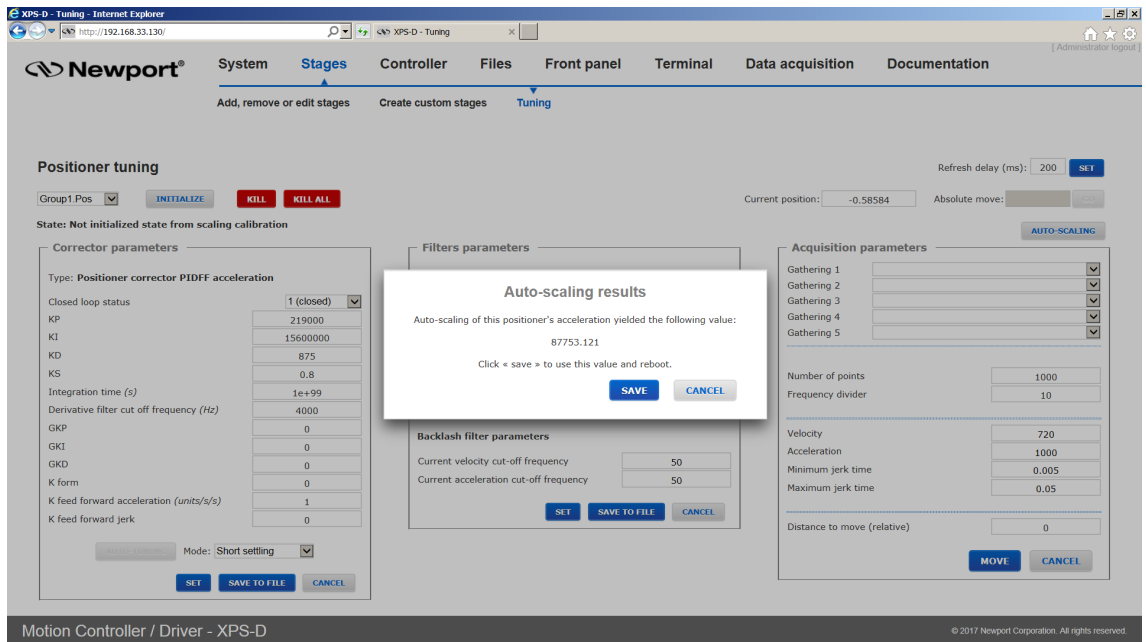 XPS-D - Tuning - Internet Explorer
http://192.168.33.130/
XPS-D - Tuning
[ Administrator logout ]
Newport®
System Stages Controller Files Front panel Terminal Data acquisition Documentation
Add, remove or edit stages Create custom stages Tuning
Positioner tuning
Refresh delay (ms): 200 SET
Group1.Pos INITIALIZE KILL KILL ALL
Current position: -0.58584 Absolute move:
State: Not initialized state from scaling calibration
AUTO-SCALING
Corrector parameters
Type: Positioner corrector PIDFF acceleration
Closed loop status 1 (closed)
KP 219000
KI 15600000
KD 875
KS 0.8
Integration time (s) 1e+99
Derivative filter cut off frequency (Hz) 4000
GKP 0
GKI 0
GKD 0
K form 0
K feed forward acceleration (units/s/s) 1
K feed forward jerk 0
Mode: Short settling
SET SAVE TO FILE CANCEL
Filters parameters
Auto-scaling results
Auto-scaling of this positioner's acceleration yielded the following value:
87753.121
Click « save » to use this value and reboot.
SAVE CANCEL
Backlash filter parameters
Current velocity cut-off frequency 50
Current acceleration cut-off frequency 50
SET SAVE TO FILE CANCEL
Acquisition parameters
Gathering 1
Gathering 2
Gathering 3
Gathering 4
Gathering 5
Number of points 1000
Frequency divider 10
Velocity 720
Acceleration 1000
Minimum jerk time 0.005
Maximum jerk time 0.05
Distance to move (relative) 0
MOVE CANCEL
Motion Controller / Driver - XPS-D
© 2017 Newport Corporation. All rights reserved.